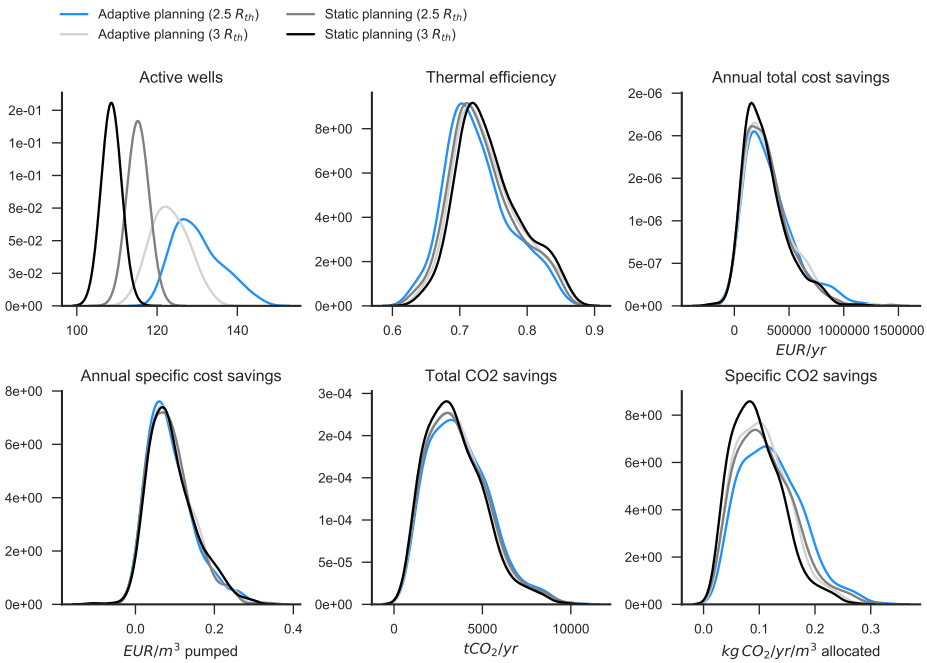 Adaptive planning (2.5 R_th) Static planning (2.5 R_th)
Adaptive planning (3 R_th) Static planning (3 R_th)
Active wells Thermal efficiency Annual total cost savings
2e-01
1e-01
1e-01
8e-02
5e-02
3e-02
0e+00
100 120 140
8e+00
6e+00
4e+00
2e+00
0e+00
0.6 0.7 0.8 0.9
2e-06
2e-06
2e-06
1e-06
5e-07
0e+00
0 500000 1000000 1500000
EUR/yr
Annual specific cost savings Total CO2 savings Specific CO2 savings
8e+00
6e+00
4e+00
2e+00
0e+00
0.0 0.2 0.4
EUR/m³ pumped
3e-04
2e-04
2e-04
1e-04
5e-05
0e+00
0 5000 10000
tCO₂/yr
8e+00
6e+00
4e+00
2e+00
0e+00
0.0 0.1 0.2 0.3
kg CO₂/yr/m³ allocated